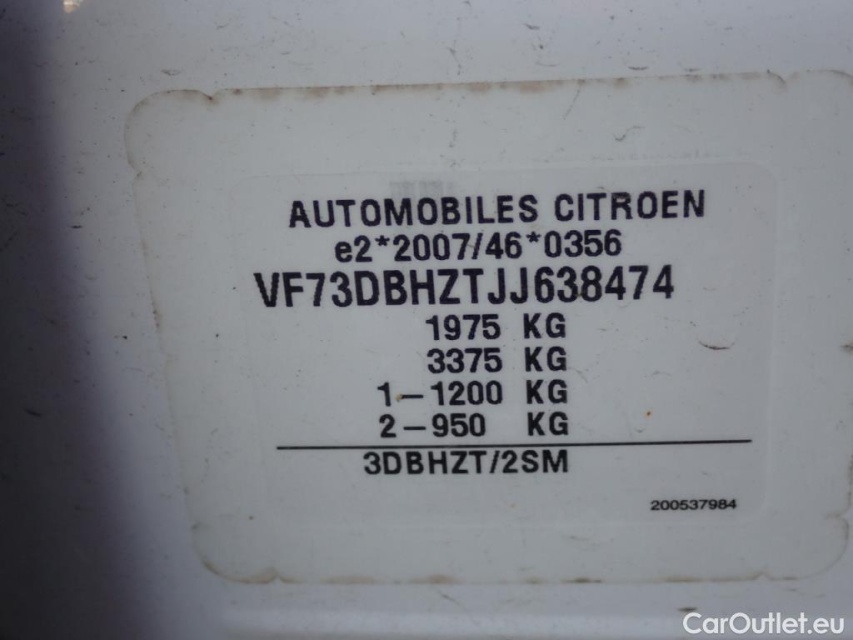 AUTOMOBILES CITROEN
e2*2007/46*0356
VF73DBHZTJJ638474
1975 KG
3375 KG
1-1200 KG
2-950 KG
3DBHZT/2SM
200537984
CarOutlet.eu